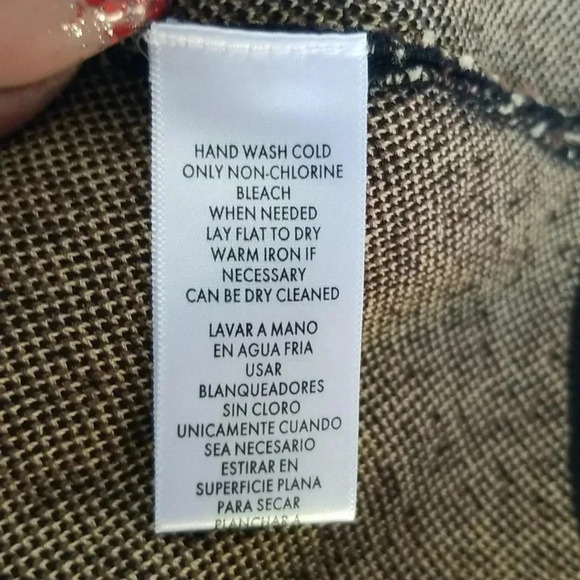 HAND WASH COLD
ONLY NON-CHLORINE
BLEACH
WHEN NEEDED
LAY FLAT TO DRY
WARM IRON IF
NECESSARY
CAN BE DRY CLEANED
LAVAR A MANO
EN AGUA FRIA
USAR
BLANQUEADORES
SIN CLORO
UNICAMENTE CUANDO
SEA NECESARIO
ESTIRAR EN
SUPERFICIE PLANA
PARA SECAR
PLANCHAR A